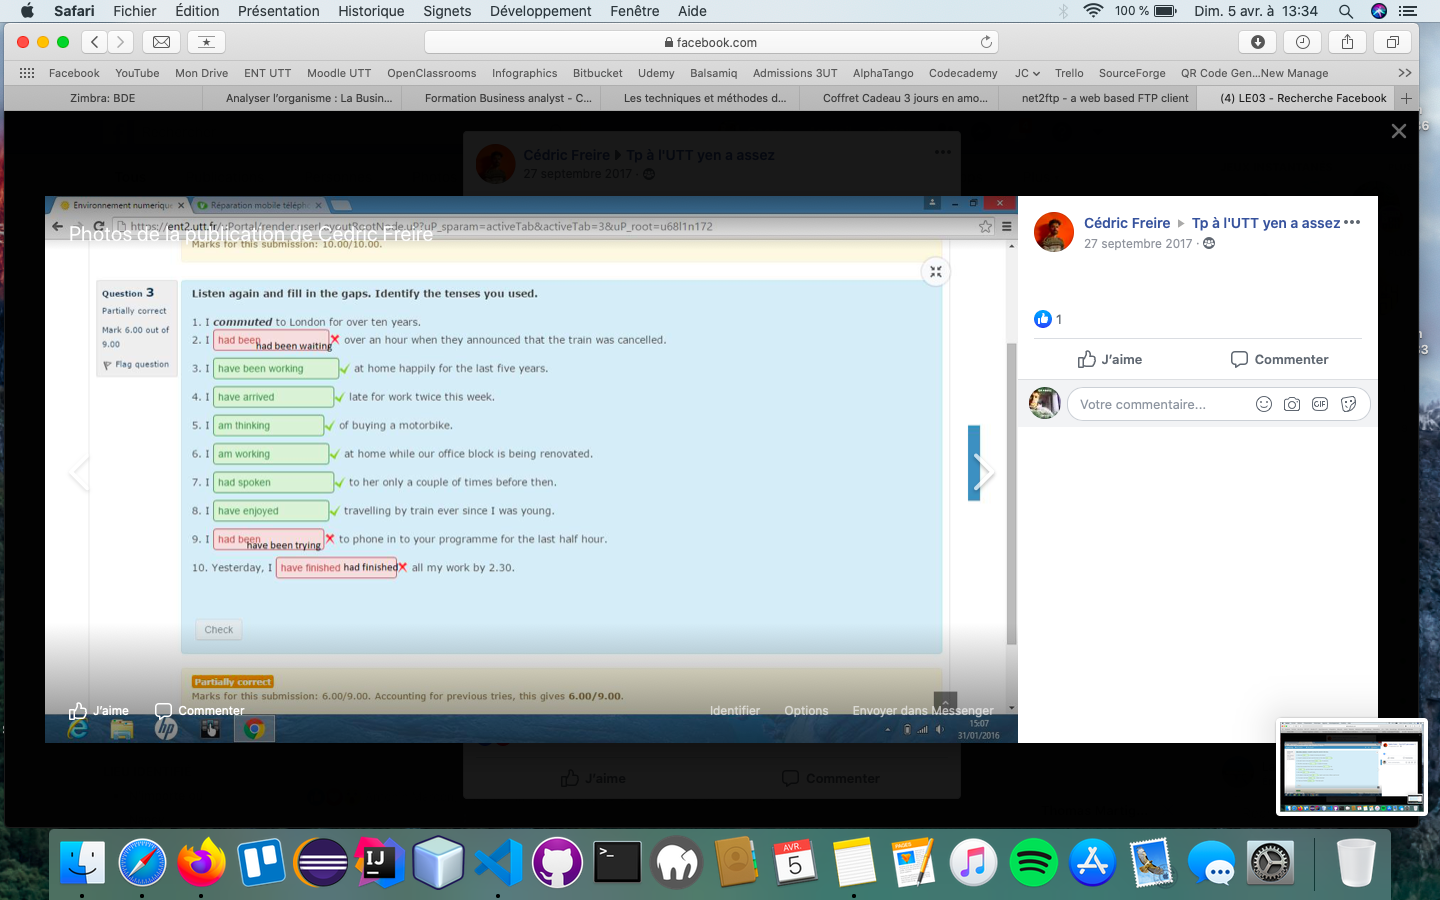 Safari Fichier Édition Présentation Historique Signets Développement Fenêtre Aide 100 % Dim. 5 avr. à 13:34
facebook.com
Facebook YouTube Mon Drive ENT UTT Moodle UTT OpenClassrooms Infographics Bitbucket Udemy Balsamiq Admissions 3UT AlphaTango Codecademy JC Trello SourceForge QR Code Gen...New Manage
Zimbra: BDE Analyser l'organisme : La Busin... Formation Business analyst - C... Les techniques et méthodes d... Coffret Cadeau 3 jours en amo... net2ftp - a web based FTP client (4) LE03 - Recherche Facebook
Cédric Freire Tp à l'UTT yen a assez
27 septembre 2017 ·
Environnement numeriqu Réparation mobile téléph
https://ent2.utt.fr/
sparam=activeTab&activeTab=3&uP_root=u68l1n172
Photos de la publication de Cédric Freire
Marks for this submission: 10.00/10.00.
Question 3
Partially correct
Mark 6.00 out of
9.00
Flag question
Listen again and fill in the gaps. Identify the tenses you used.
1. I commuted to London for over ten years.
2. I had been had been waiting over an hour when they announced that the train was cancelled.
3. I have been working at home happily for the last five years.
4. I have arrived late for work twice this week.
5. I am thinking of buying a motorbike.
6. I am working at home while our office block is being renovated.
7. I had spoken to her only a couple of times before then.
8. I have enjoyed travelling by train ever since I was young.
9. I had been have been trying to phone in to your programme for the last half hour.
10. Yesterday, I have finished had finished all my work by 2.30.
Check
Partially correct
Marks for this submission: 6.00/9.00. Accounting for previous tries, this gives 6.00/9.00.
J'aime Commenter Identifier Options Envoyer dans Messenger
15:07
31/01/2016
Cédric Freire Tp à l'UTT yen a assez
27 septembre 2017 ·
1
J'aime Commenter
Votre commentaire... GIF
J'aime Commenter
IJ
AVR.
5
PAGES